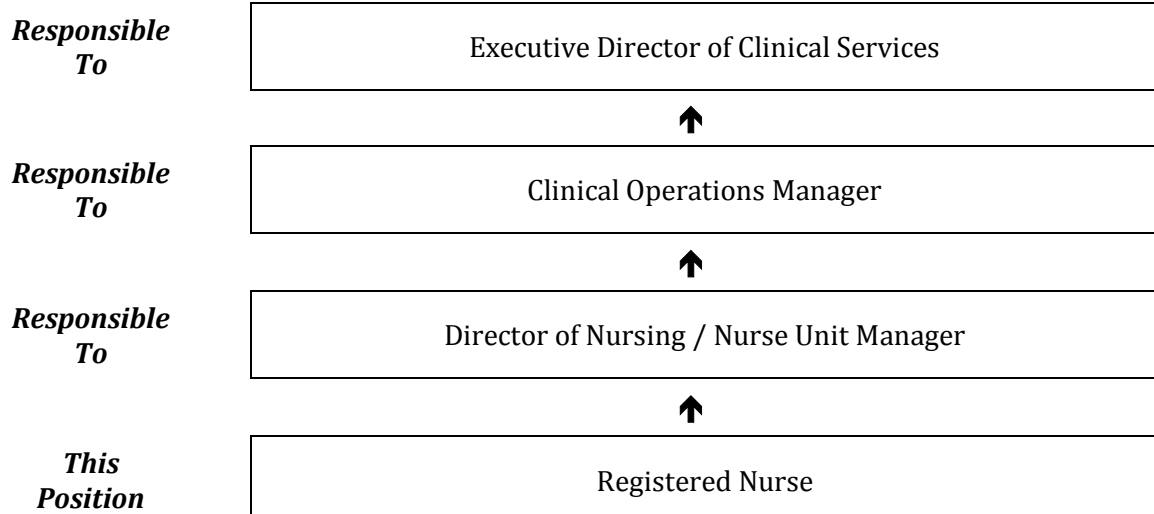 Responsible
To
Executive Director of Clinical Services
Responsible
To
Clinical Operations Manager
Responsible
To
Director of Nursing / Nurse Unit Manager
This
Position
Registered Nurse